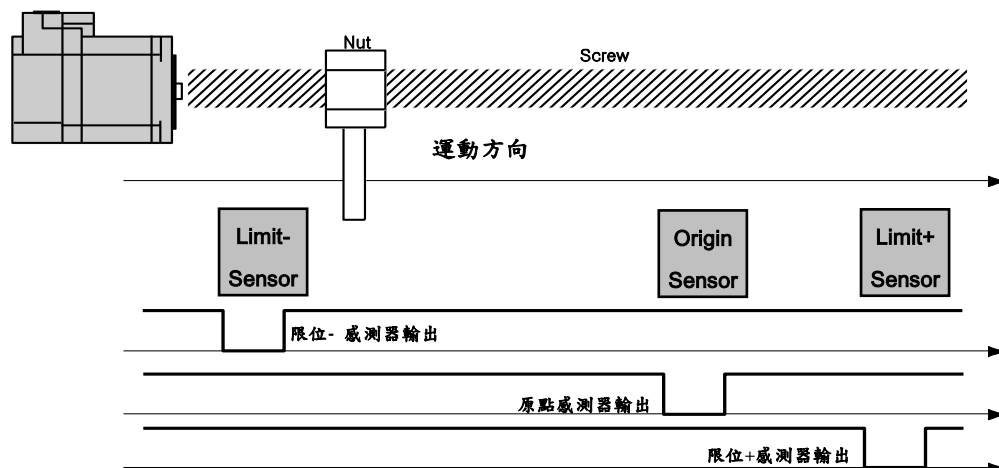 Nut
Screw
運動方向
Limit-
Sensor
Origin
Sensor
Limit+
Sensor
限位- 感測器輸出
原點感測器輸出
限位+感測器輸出